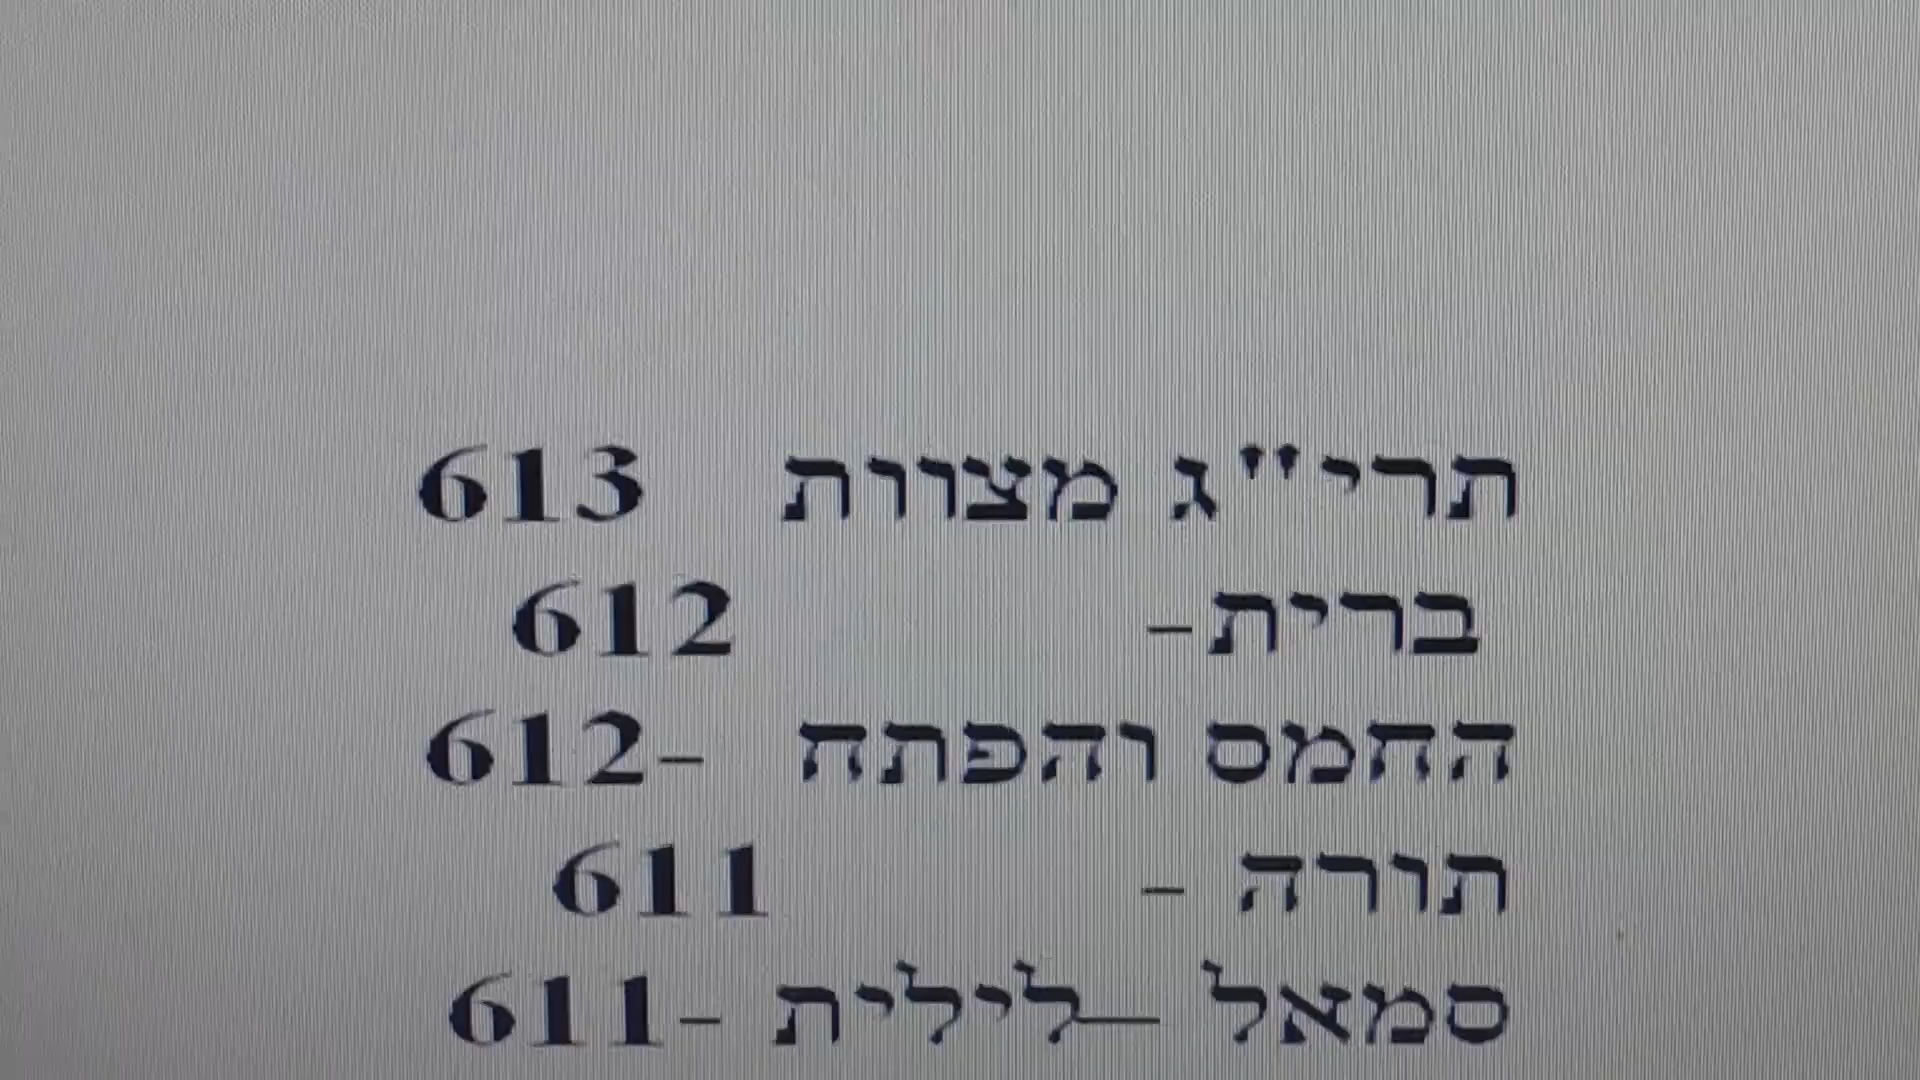 תרי"ג מצוות 613
ברית- 612
החמס והפתח -612
תורה - 611
סמאל –לילית -611